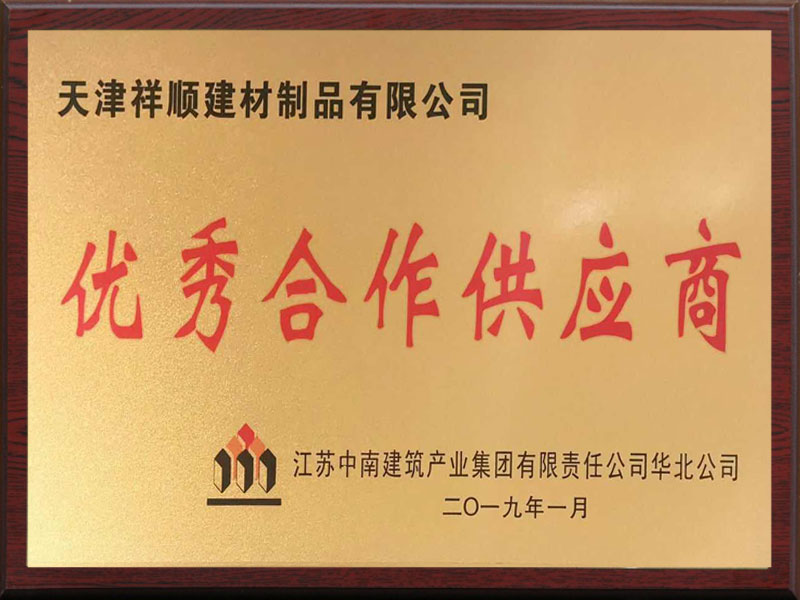 天津祥顺建材制品有限公司
优秀合作供应商
江苏中南建筑产业集团有限责任公司华北公司
二〇一九年一月